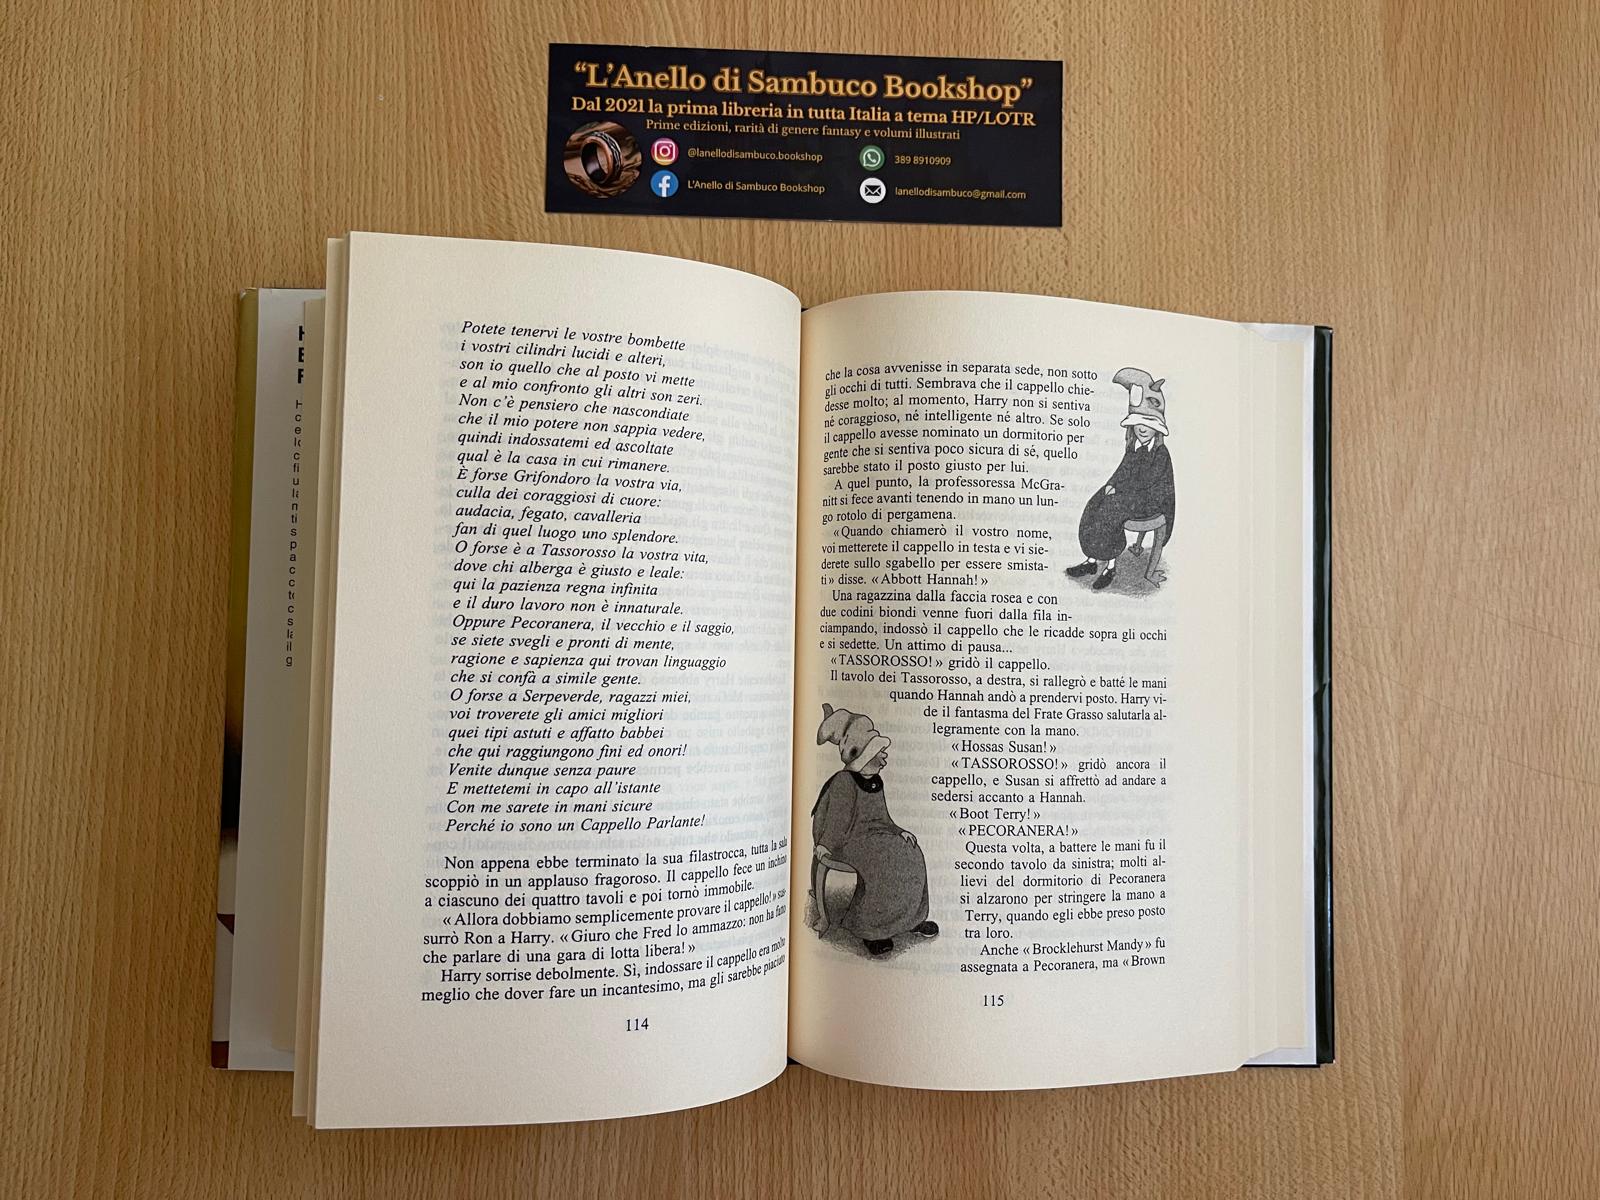 “L’Anello di Sambuco Bookshop”
Dal 2021 la prima libreria in tutta Italia a tema HP/LOTR
Prime edizioni, rarità di genere fantasy e volumi illustrati
@lanellodisambuco.bookshop
389 8910909
L'Anello di Sambuco Bookshop
lanellodisambuco@gmail.com
Potete tenervi le vostre bombette
i vostri cilindri lucidi e alteri,
son io quello che al posto vi mette
e al mio confronto gli altri son zeri.
Non c'è pensiero che nascondiate
che il mio potere non sappia vedere,
quindi indossatemi ed ascoltate
qual è la casa in cui rimanere.
È forse Grifondoro la vostra via,
culla dei coraggiosi di cuore:
audacia, fegato, cavalleria
fan di quel luogo uno splendore.
O forse è a Tassorosso la vostra vita,
dove chi alberga è giusto e leale:
qui la pazienza regna infinita
e il duro lavoro non è innaturale.
Oppure Pecoranera, il vecchio e il saggio,
se siete svegli e pronti di mente,
ragione e sapienza qui trovan linguaggio
che si confà a simile gente.
O forse a Serpeverde, ragazzi miei,
voi troverete gli amici migliori
quei tipi astuti e affatto babbei
che qui raggiungono fini ed onori!
Venite dunque senza paure
E mettetemi in capo all'istante
Con me sarete in mani sicure
Perché io sono un Cappello Parlante!
Non appena ebbe terminato la sua filastrocca, tutta la sala
scoppiò in un applauso fragoroso. Il cappello fece un inchino
a ciascuno dei quattro tavoli e poi tornò immobile.
« Allora dobbiamo semplicemente provare il cappello! » sus-
surrò Ron a Harry. « Giuro che Fred lo ammazzo: non ha fatto
che parlare di una gara di lotta libera! »
Harry sorrise debolmente. Sì, indossare il cappello era molto
meglio che dover fare un incantesimo, ma gli sarebbe piaciuto
114
che la cosa avvenisse in separata sede, non sotto
gli occhi di tutti. Sembrava che il cappello chie-
desse molto; al momento, Harry non si sentiva
né coraggioso, né intelligente né altro. Se solo
il cappello avesse nominato un dormitorio per
gente che si sentiva poco sicura di sé, quello
sarebbe stato il posto giusto per lui.
A quel punto, la professoressa McGra-
nitt si fece avanti tenendo in mano un lun-
go rotolo di pergamena.
« Quando chiamerò il vostro nome,
voi metterete il cappello in testa e vi sie-
derete sullo sgabello per essere smista-
ti » disse. « Abbott Hannah! »
Una ragazzina dalla faccia rosea e con
due codini biondi venne fuori dalla fila in-
ciampando, indossò il cappello che le ricadde sopra gli occhi
e si sedette. Un attimo di pausa...
« TASSOROSSO! » gridò il cappello.
Il tavolo dei Tassorosso, a destra, si rallegrò e batté le mani
quando Hannah andò a prendervi posto. Harry vi-
de il fantasma del Frate Grasso salutarla al-
legramente con la mano.
« Hossas Susan! »
« TASSOROSSO! » gridò ancora il
cappello, e Susan si affrettò ad andare a
sedersi accanto a Hannah.
« Boot Terry! »
« PECORANERA! »
Questa volta, a battere le mani fu il
secondo tavolo da sinistra; molti al-
lievi del dormitorio di Pecoranera
si alzarono per stringere la mano a
Terry, quando egli ebbe preso posto
tra loro.
Anche « Brocklehurst Mandy » fu
assegnata a Pecoranera, ma « Brown
115